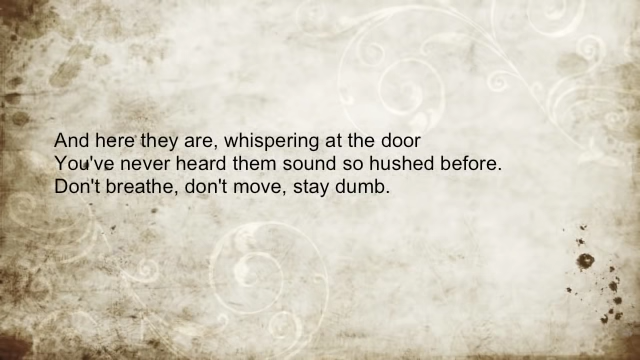 And here they are, whispering at the door
You've never heard them sound so hushed before.
Don't breathe, don't move, stay dumb.